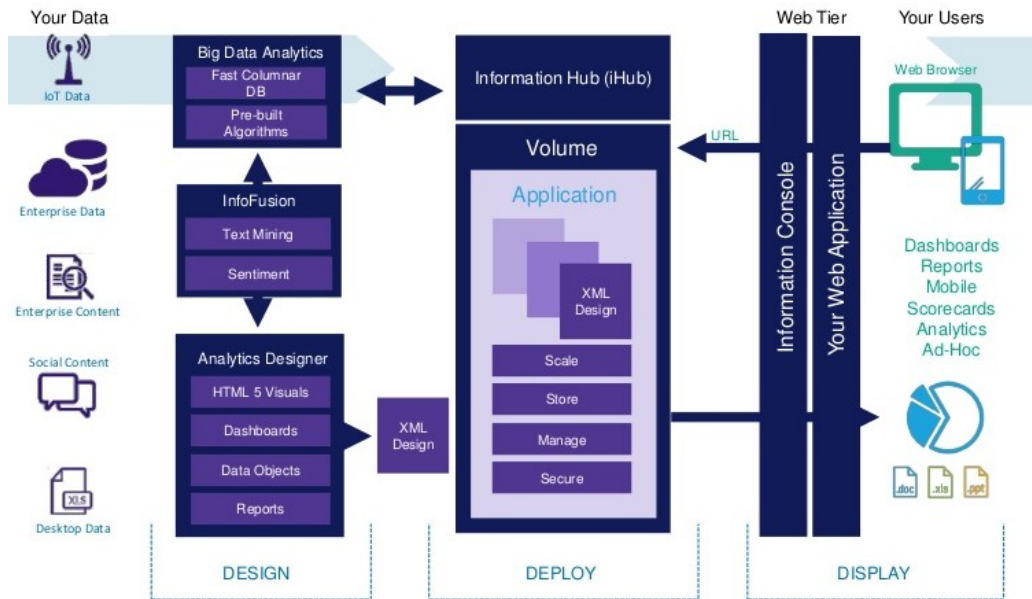 Your Data
IoT Data
Enterprise Data
Enterprise Content
Social Content
XLS
Desktop Data
Big Data Analytics
Fast Columnar
DB
Pre-built
Algorithms
InfoFusion
Text Mining
Sentiment
Analytics Designer
HTML 5 Visuals
Dashboards
Data Objects
Reports
DESIGN
XML
Design
Information Hub (iHub)
Volume
Application
XML
Design
Scale
Store
Manage
Secure
DEPLOY
Web Tier
URL
Information Console
Your Web Application
Your Users
Web Browser
Dashboards
Reports
Mobile
Scorecards
Analytics
Ad-Hoc
.doc
.xls
.ppt
DISPLAY